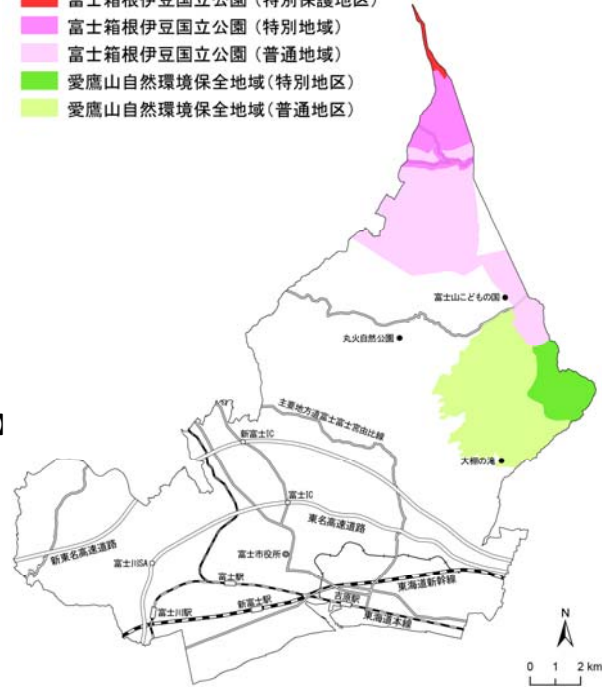 富士箱根伊豆国立公園（特別保護地区）
富士箱根伊豆国立公園（特別地域）
富士箱根伊豆国立公園（普通地域）
愛鷹山自然環境保全地域（特別地区）
愛鷹山自然環境保全地域（普通地区）
富士山こどもの国
丸火自然公園
主要地方道富士富士宮由比線
新富士IC
大棚の滝
富士IC
東名高速道路
新東名高速道路
富士市役所
富士川SA
富士駅
東海道新幹線
新富士駅
吉原駅
富士川駅
東海道本線
N
0 1 2 km